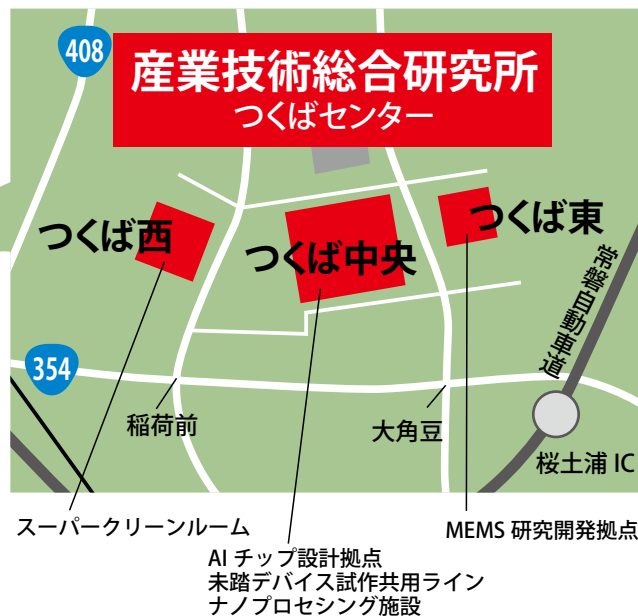 408
産業技術総合研究所
つくばセンター
つくば西
つくば中央
つくば東
常磐自動車道
354
稲荷前
大角豆
桜土浦 IC
スーパークリーンルーム
MEMS 研究開発拠点
AI チップ設計拠点
未踏デバイス試作共用ライン
ナノプロセシング施設